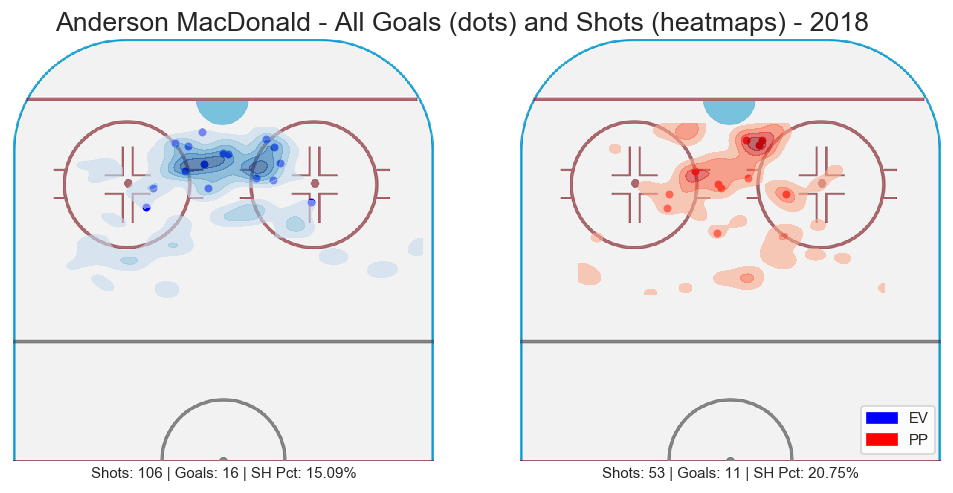 Anderson MacDonald - All Goals (dots) and Shots (heatmaps) - 2018
EV
PP
Shots: 106 | Goals: 16 | SH Pct: 15.09%
Shots: 53 | Goals: 11 | SH Pct: 20.75%